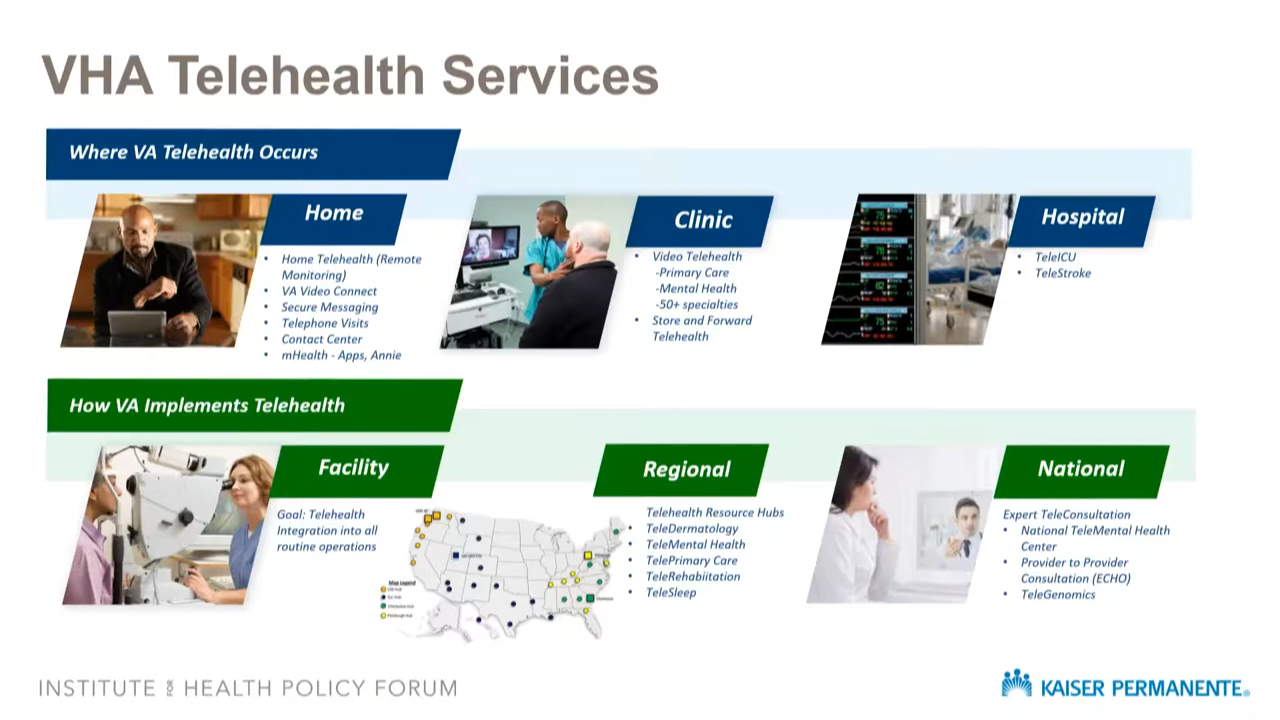 VHA Telehealth Services
Where VA Telehealth Occurs
Home
• Home Telehealth (Remote
Monitoring)
• VA Video Connect
• Secure Messaging
• Telephone Visits
• Contact Center
• mHealth - Apps, Annie
Clinic
• Video Telehealth
-Primary Care
-Mental Health
-50+ specialties
• Store and Forward
Telehealth
Hospital
• TeleICU
• TeleStroke
How VA Implements Telehealth
Facility
Goal: Telehealth
Integration into all
routine operations
Map Legend
Regional
Telehealth Resource Hubs
• TeleDermatology
• TeleMental Health
• TelePrimary Care
• TeleRehabiitation
• TeleSleep
National
Expert TeleConsultation
• National TeleMental Health
Center
• Provider to Provider
Consultation (ECHO)
• TeleGenomics
INSTITUTE FOR HEALTH POLICY FORUM
KAISER PERMANENTE®